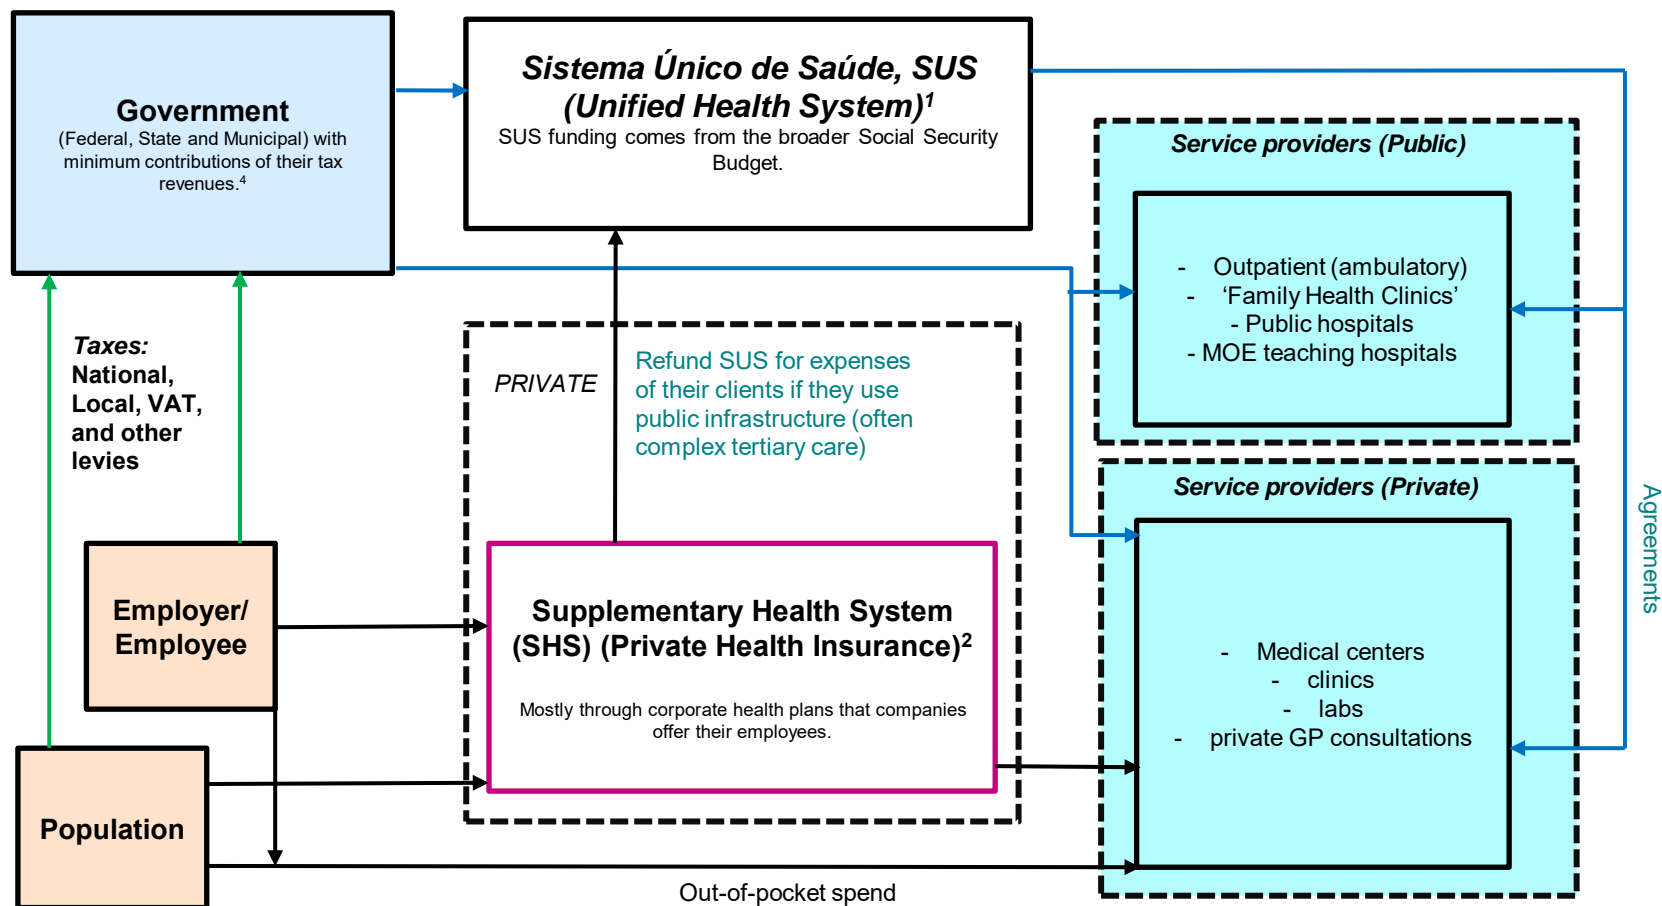 Government
(Federal, State and Municipal) with
minimum contributions of their tax
revenues.4
Sistema Único de Saúde, SUS
(Unified Health System)1
SUS funding comes from the broader Social Security
Budget.
Service providers (Public)
- Outpatient (ambulatory)
- ‘Family Health Clinics’
- Public hospitals
- MOE teaching hospitals
Taxes:
National,
Local, VAT,
and other
levies
PRIVATE
Refund SUS for expenses
of their clients if they use
public infrastructure (often
complex tertiary care)
Service providers (Private)
- Medical centers
- clinics
- labs
- private GP consultations
Agreements
Employer/
Employee
Supplementary Health System
(SHS) (Private Health Insurance)2
Mostly through corporate health plans that companies
offer their employees.
Population
Out-of-pocket spend